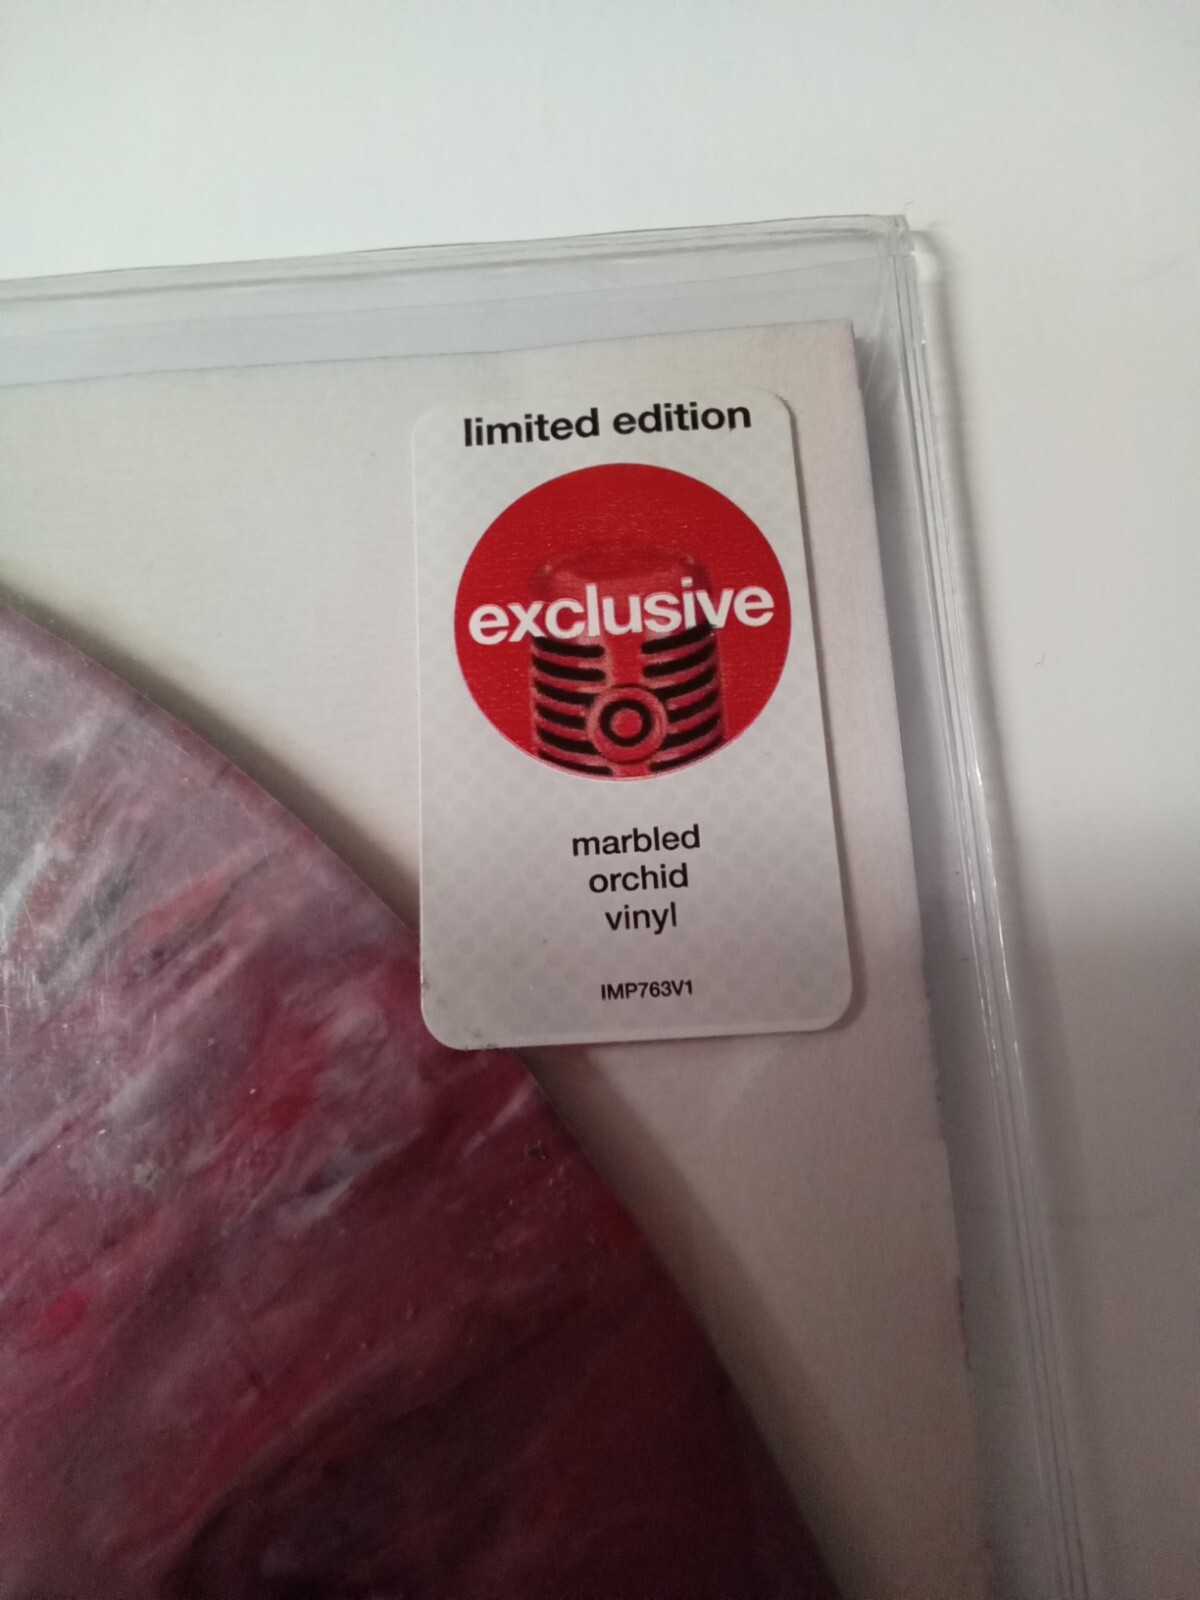 limited edition
exclusive
marbled
orchid
vinyl
IMP763V1